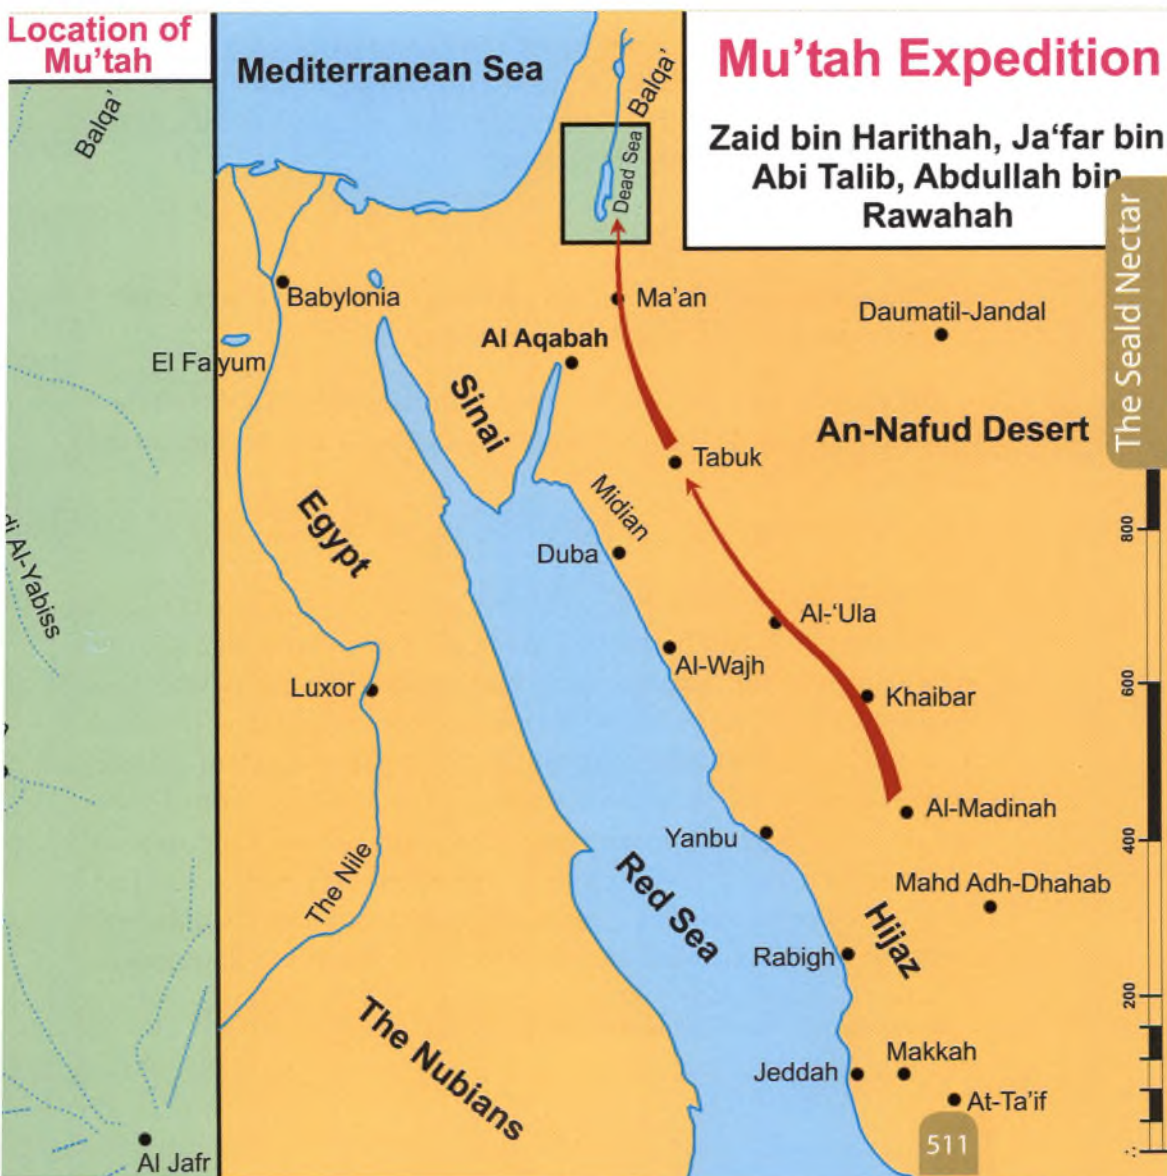 Location of
Mu'tah
Mu'tah Expedition
Zaid bin Harithah, Ja‘far bin
Abi Talib, Abdullah bin
Rawahah
The Seald Nectar
Mediterranean Sea
Balqa'
Balqa'
Dead Sea
Babylonia
Ma'an
Daumatil-Jandal
El Faiyum
Al Aqabah
Sinai
An-Nafud Desert
Tabuk
Egypt
Midian
Duba
800
Al-Yabiss
Al-‘Ula
Al-Wajh
Luxor
600
Khaibar
Al-Madinah
Yanbu
400
The Nile
Red Sea
Mahd Adh-Dhahab
Hijaz
Rabigh
200
The Nubians
Jeddah
Makkah
At-Ta'if
Al Jafr
511